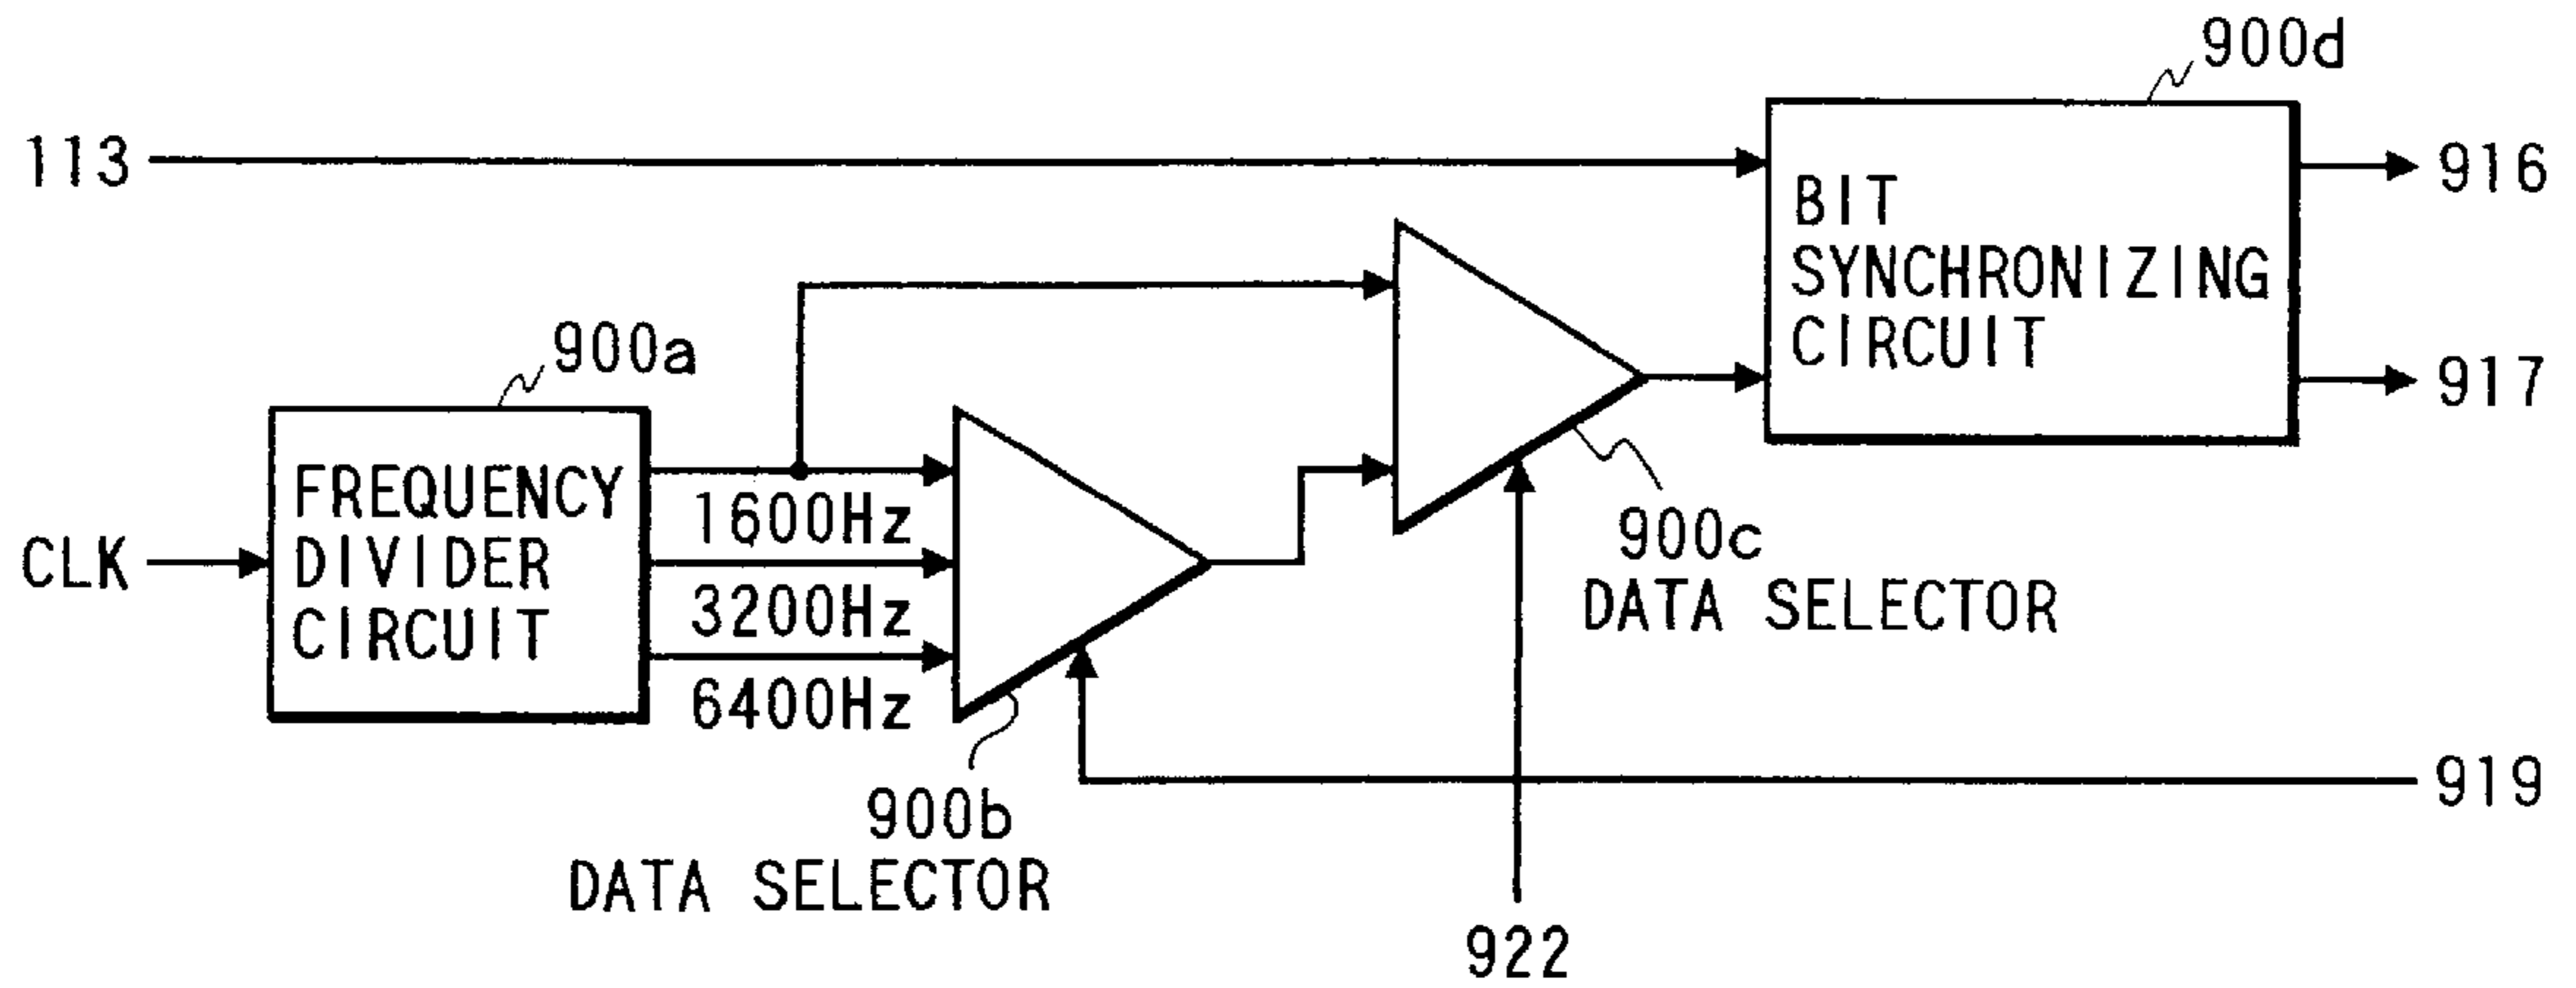 900d
113
916
BIT
SYNCHRONIZING
CIRCUIT
917
900a
FREQUENCY
DIVIDER
CIRCUIT
CLK
1600Hz
3200Hz
6400Hz
900c
DATA SELECTOR
900b
DATA SELECTOR
919
922